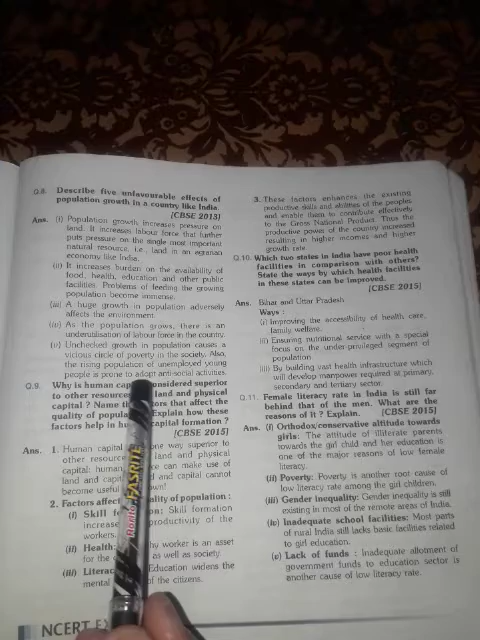 Q.8. Describe five unfavourable effects of
population growth in a country like India.
[CBSE 2013]
Ans. (i) Population growth increases pressure on
land. It increases labour force that further
puts pressure on the single most important
natural resource, i.e., land in an agrarian
economy like India.
(ii) It increases burden on the availability of
food, health, education and other public
facilities. Problems of feeding the growing
population become immense.
(iii) A huge growth in population adversely
affects the environment.
(iv) As the population grows, there is an
underutilisation of labour force in the country.
(v) Unchecked growth in population causes a
vicious circle of poverty in the society. Also,
the rising population of unemployed young
people is prone to adopt anti-social activities.
Q.9. Why is human capi considered superior
to other resource land and physical
capital ? Name t tors that affect the
quality of popula Explain how these
factors help in hu capital formation ?
[CBSE 2015]
Ans. 1. Human capital one way superior to
other resource land and physical
capital: human ce can make use of
land and capit d and capital cannot
become useful own!
2. Factors affect ality of population :
(i) Skill f on: Skill formation
increase productivity of the
workers.
(ii) Health: hy worker is an asset
for the as well as society.
(iii) Literac Education widens the
mental of the citizens.
NCERT EX
3. These factors enhances the existing
productive skills and abilities of the peoples
and enable them to contribute effectively
to the Gross National Product. Thus the
productive power of the country increased
resulting in higher incomes and higher
growth rate.
Q.10. Which two states in India have poor health
facilities in comparison with others?
State the ways by which health facilities
in these states can be improved.
[CBSE 2015]
Ans. Bihar and Uttar Pradesh
Ways :
(i) Improving the accessibility of health care,
family welfare.
(ii) Ensuring nutritional service with a special
focus on the under-privileged segment of
population
(iii) By building vast health infrastructure which
will develop manpower required at primary,
secondary and tertiary sector.
Q.11. Female literacy rate in India is still far
behind that of the men. What are the
reasons of it ? Explain. [CBSE 2015]
Ans. (i) Orthodox/conservative altitude towards
girls: The attitude of illiterate parents
towards the girl child and her education is
one of the major reasons of low female
literacy.
(ii) Poverty: Poverty is another root cause of
low literacy rate among the girl children.
(iii) Gender inequality: Gender inequality is still
existing in most of the remote areas of India.
(iv) Inadequate school facilities: Most parts
of rural India still lacks basic facilities related
to girl education.
(v) Lack of funds : Inadequate allotment of
government funds to education sector is
another cause of low literacy rate.
Rorito FASRITE